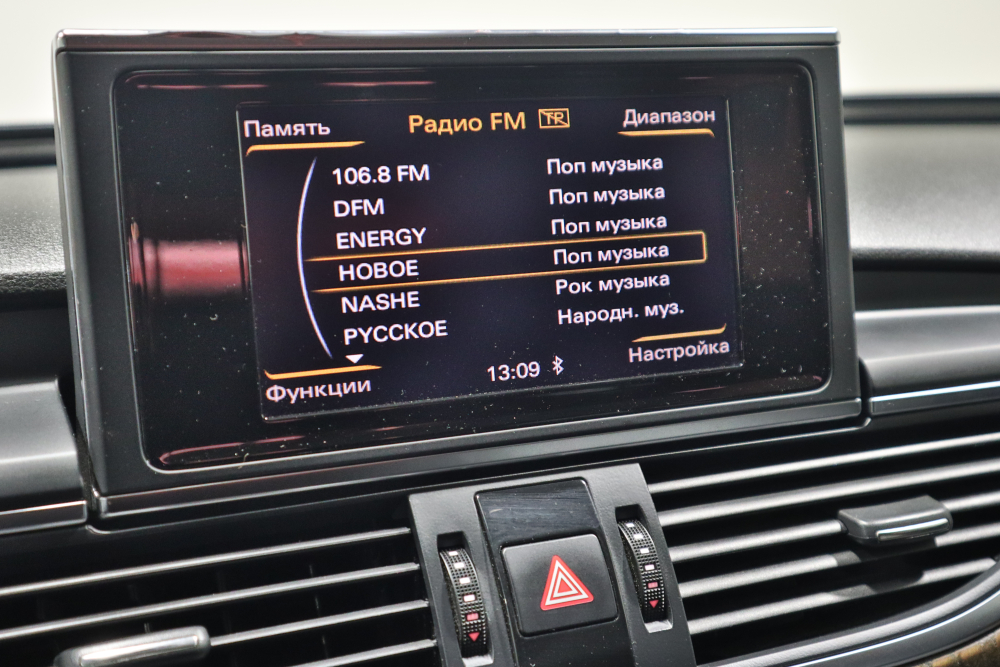 Память Радио FM TP Диапазон
106.8 FM Поп музыка
DFM Поп музыка
ENERGY Поп музыка
НОВОЕ Поп музыка
NASHE Рок музыка
РУССКОЕ Народн. муз.
Функции 13:09 Настройка